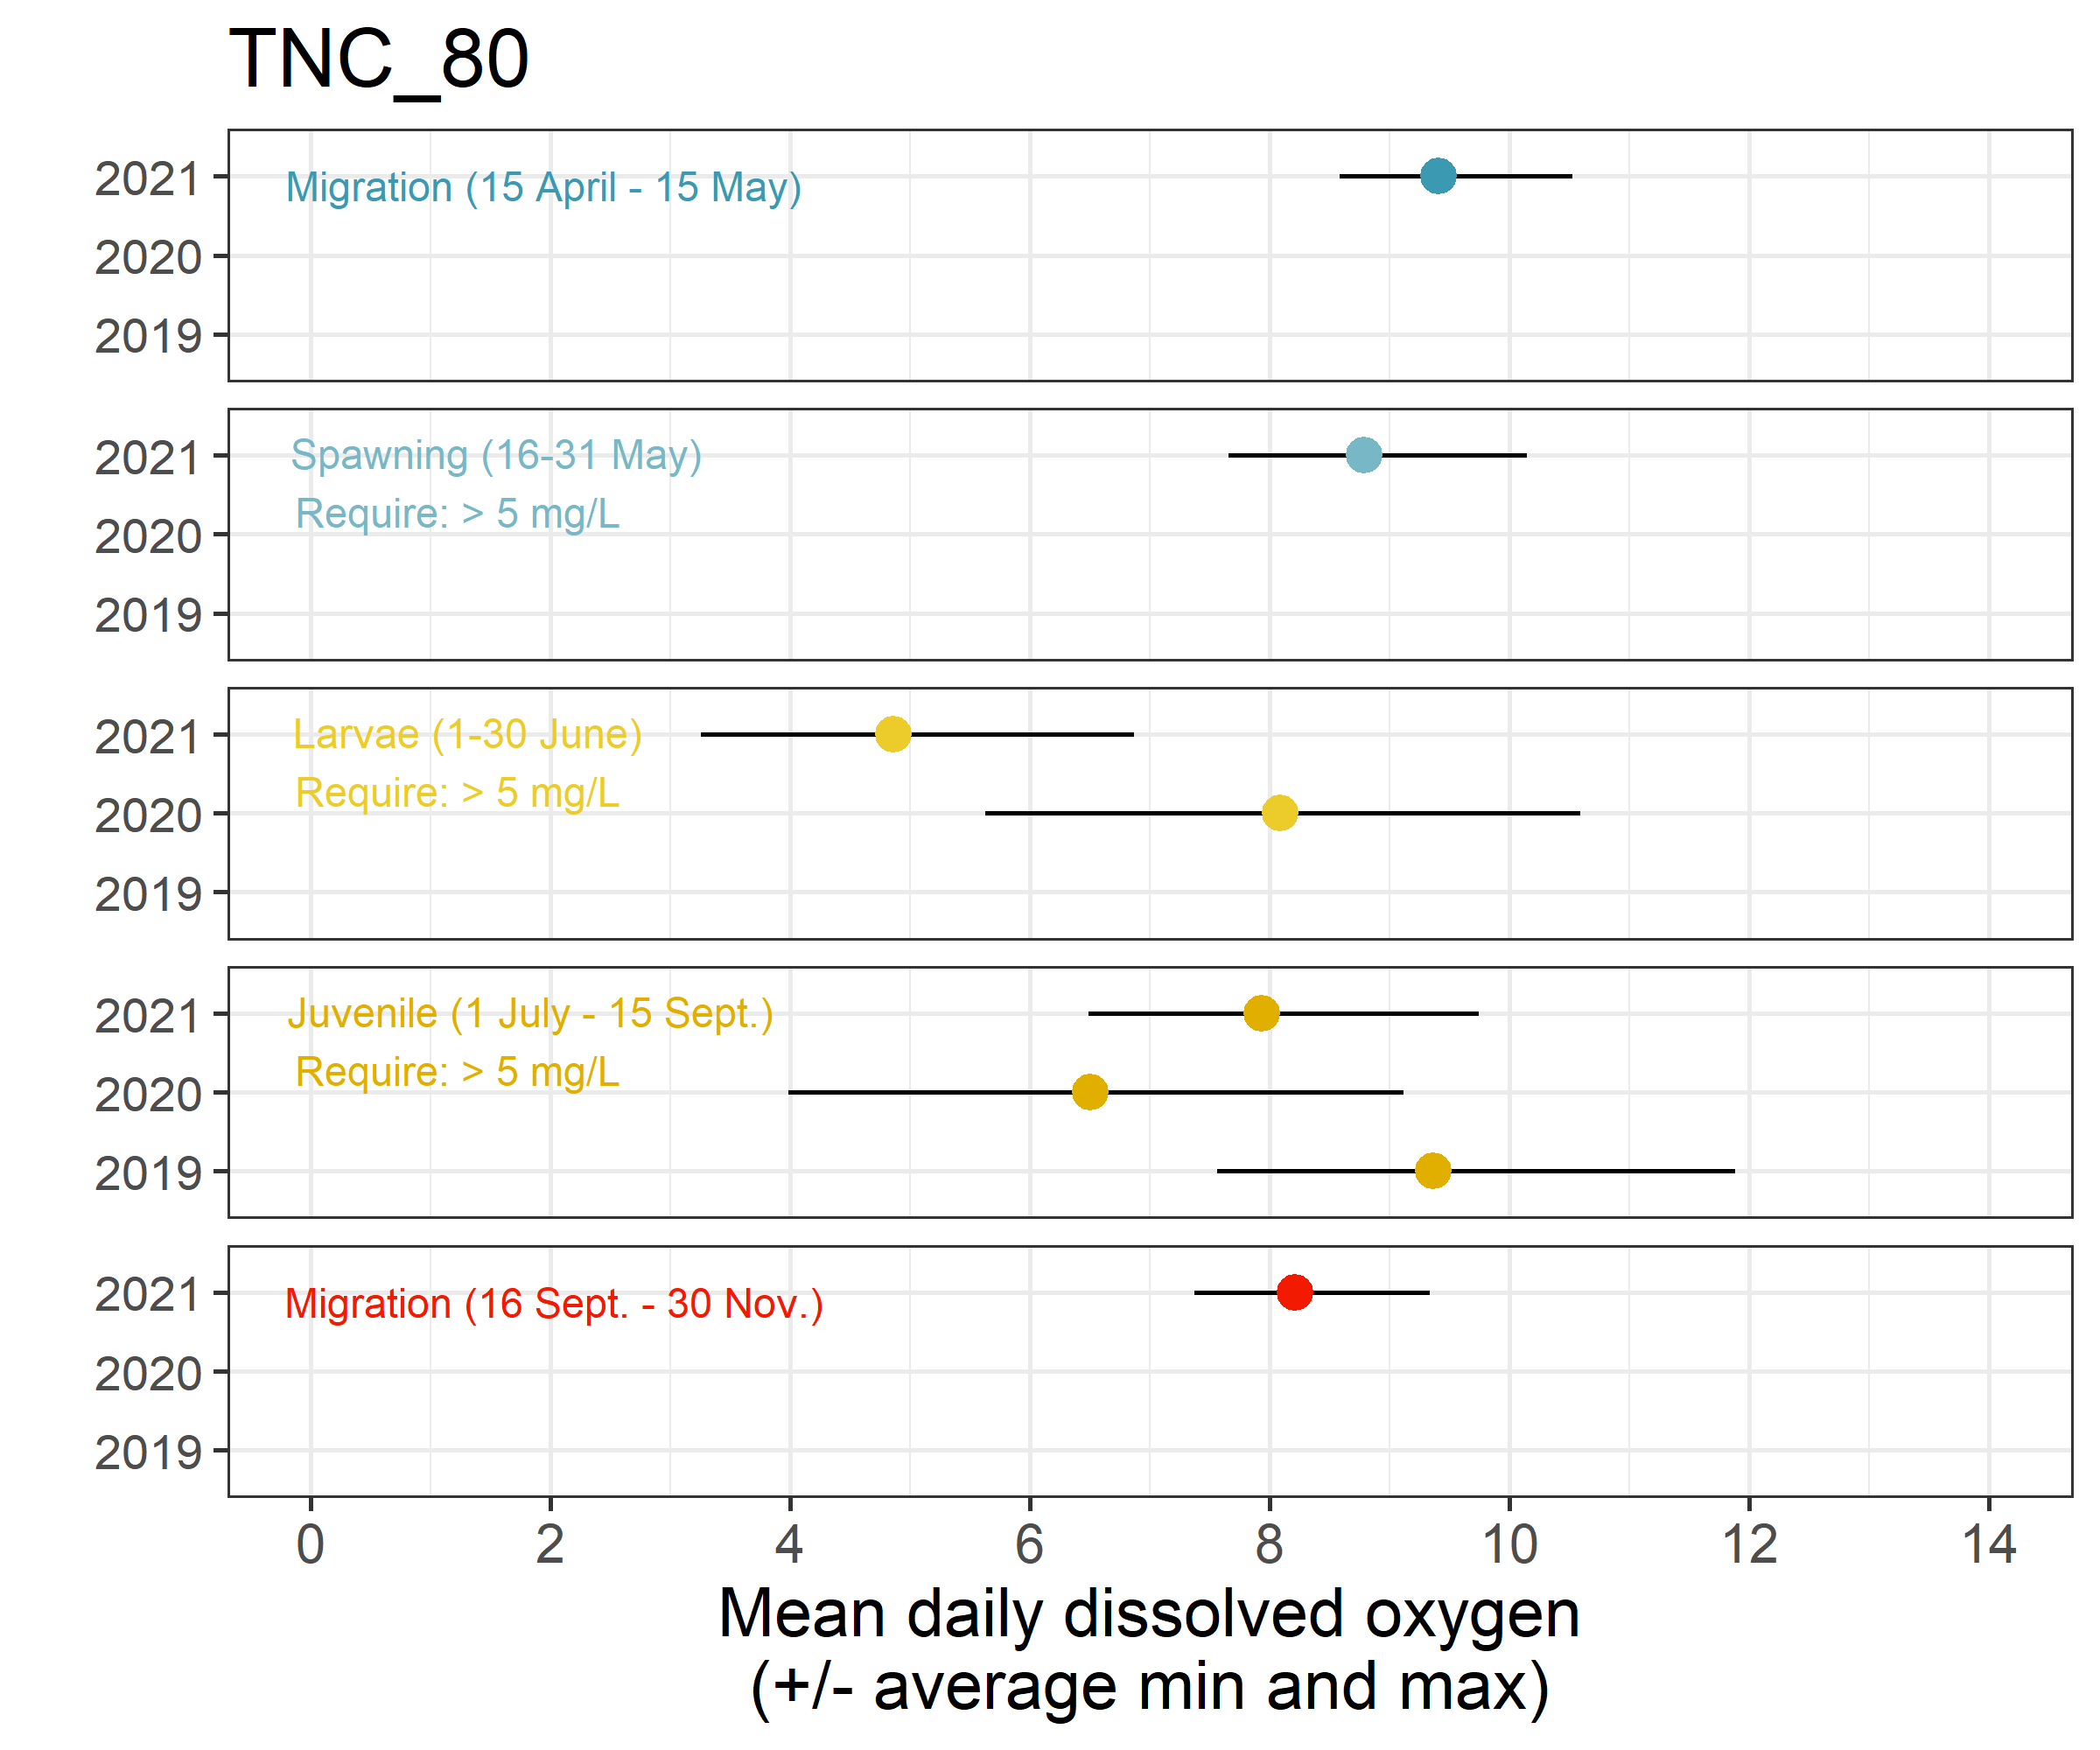 TNC_80
2021
Migration (15 April - 15 May)
2020
2019
2021
Spawning (16-31 May)
Require: > 5 mg/L
2020
2019
2021
Larvae (1-30 June)
Require: > 5 mg/L
2020
2019
2021
Juvenile (1 July - 15 Sept.)
Require: > 5 mg/L
2020
2019
2021
Migration (16 Sept. - 30 Nov.)
2020
2019
0 2 4 6 8 10 12 14
Mean daily dissolved oxygen
(+/- average min and max)